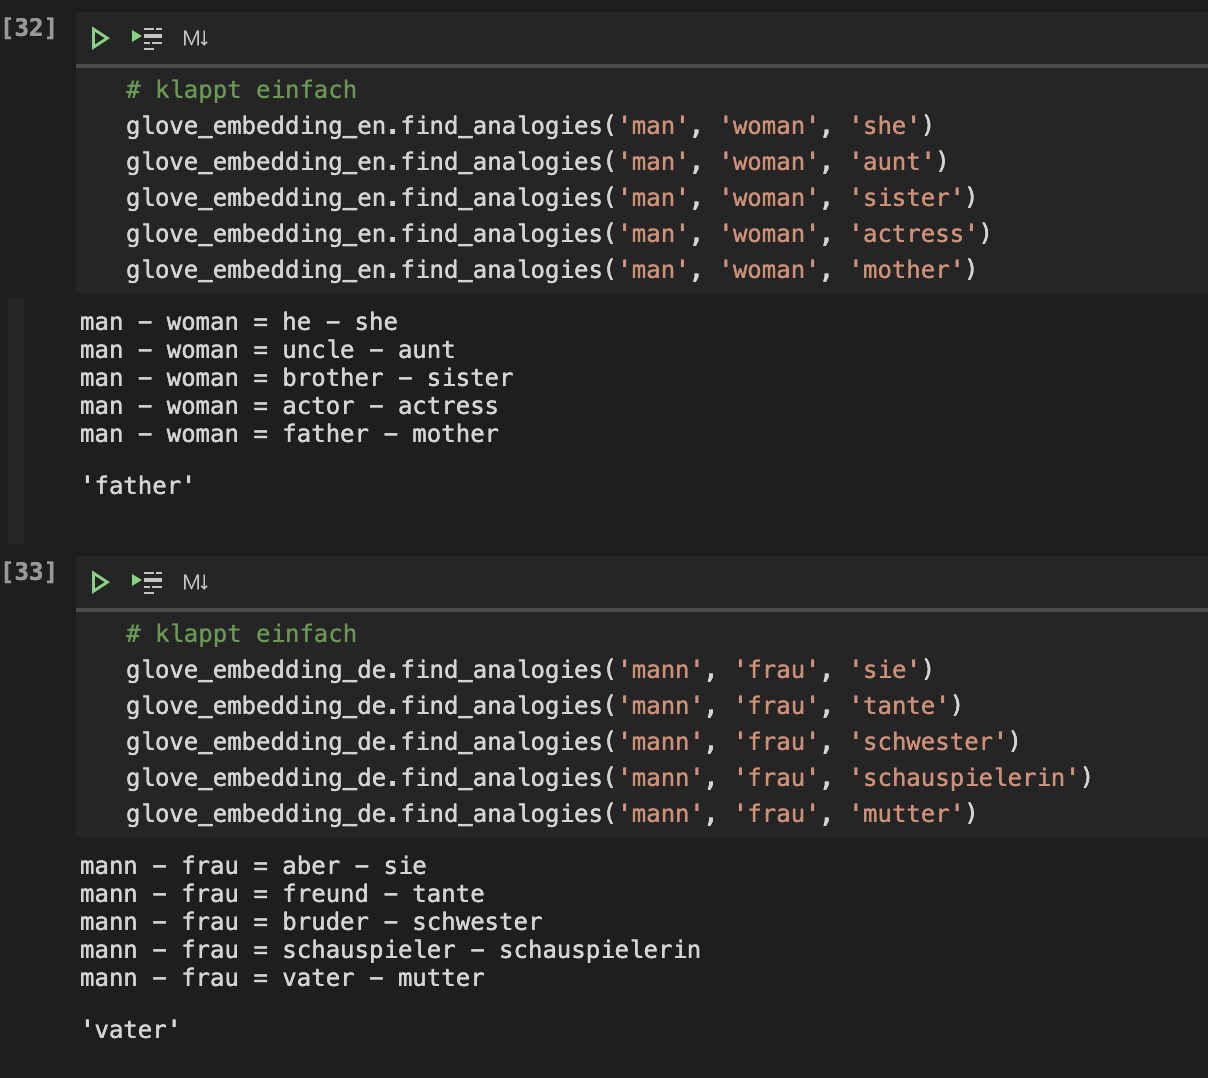 [32]
M↓
# klappt einfach
glove_embedding_en.find_analogies('man', 'woman', 'she')
glove_embedding_en.find_analogies('man', 'woman', 'aunt')
glove_embedding_en.find_analogies('man', 'woman', 'sister')
glove_embedding_en.find_analogies('man', 'woman', 'actress')
glove_embedding_en.find_analogies('man', 'woman', 'mother')
man – woman = he – she
man – woman = uncle – aunt
man – woman = brother – sister
man – woman = actor – actress
man – woman = father – mother
'father'
[33]
M↓
# klappt einfach
glove_embedding_de.find_analogies('mann', 'frau', 'sie')
glove_embedding_de.find_analogies('mann', 'frau', 'tante')
glove_embedding_de.find_analogies('mann', 'frau', 'schwester')
glove_embedding_de.find_analogies('mann', 'frau', 'schauspielerin')
glove_embedding_de.find_analogies('mann', 'frau', 'mutter')
mann – frau = aber – sie
mann – frau = freund – tante
mann – frau = bruder – schwester
mann – frau = schauspieler – schauspielerin
mann – frau = vater – mutter
'vater'